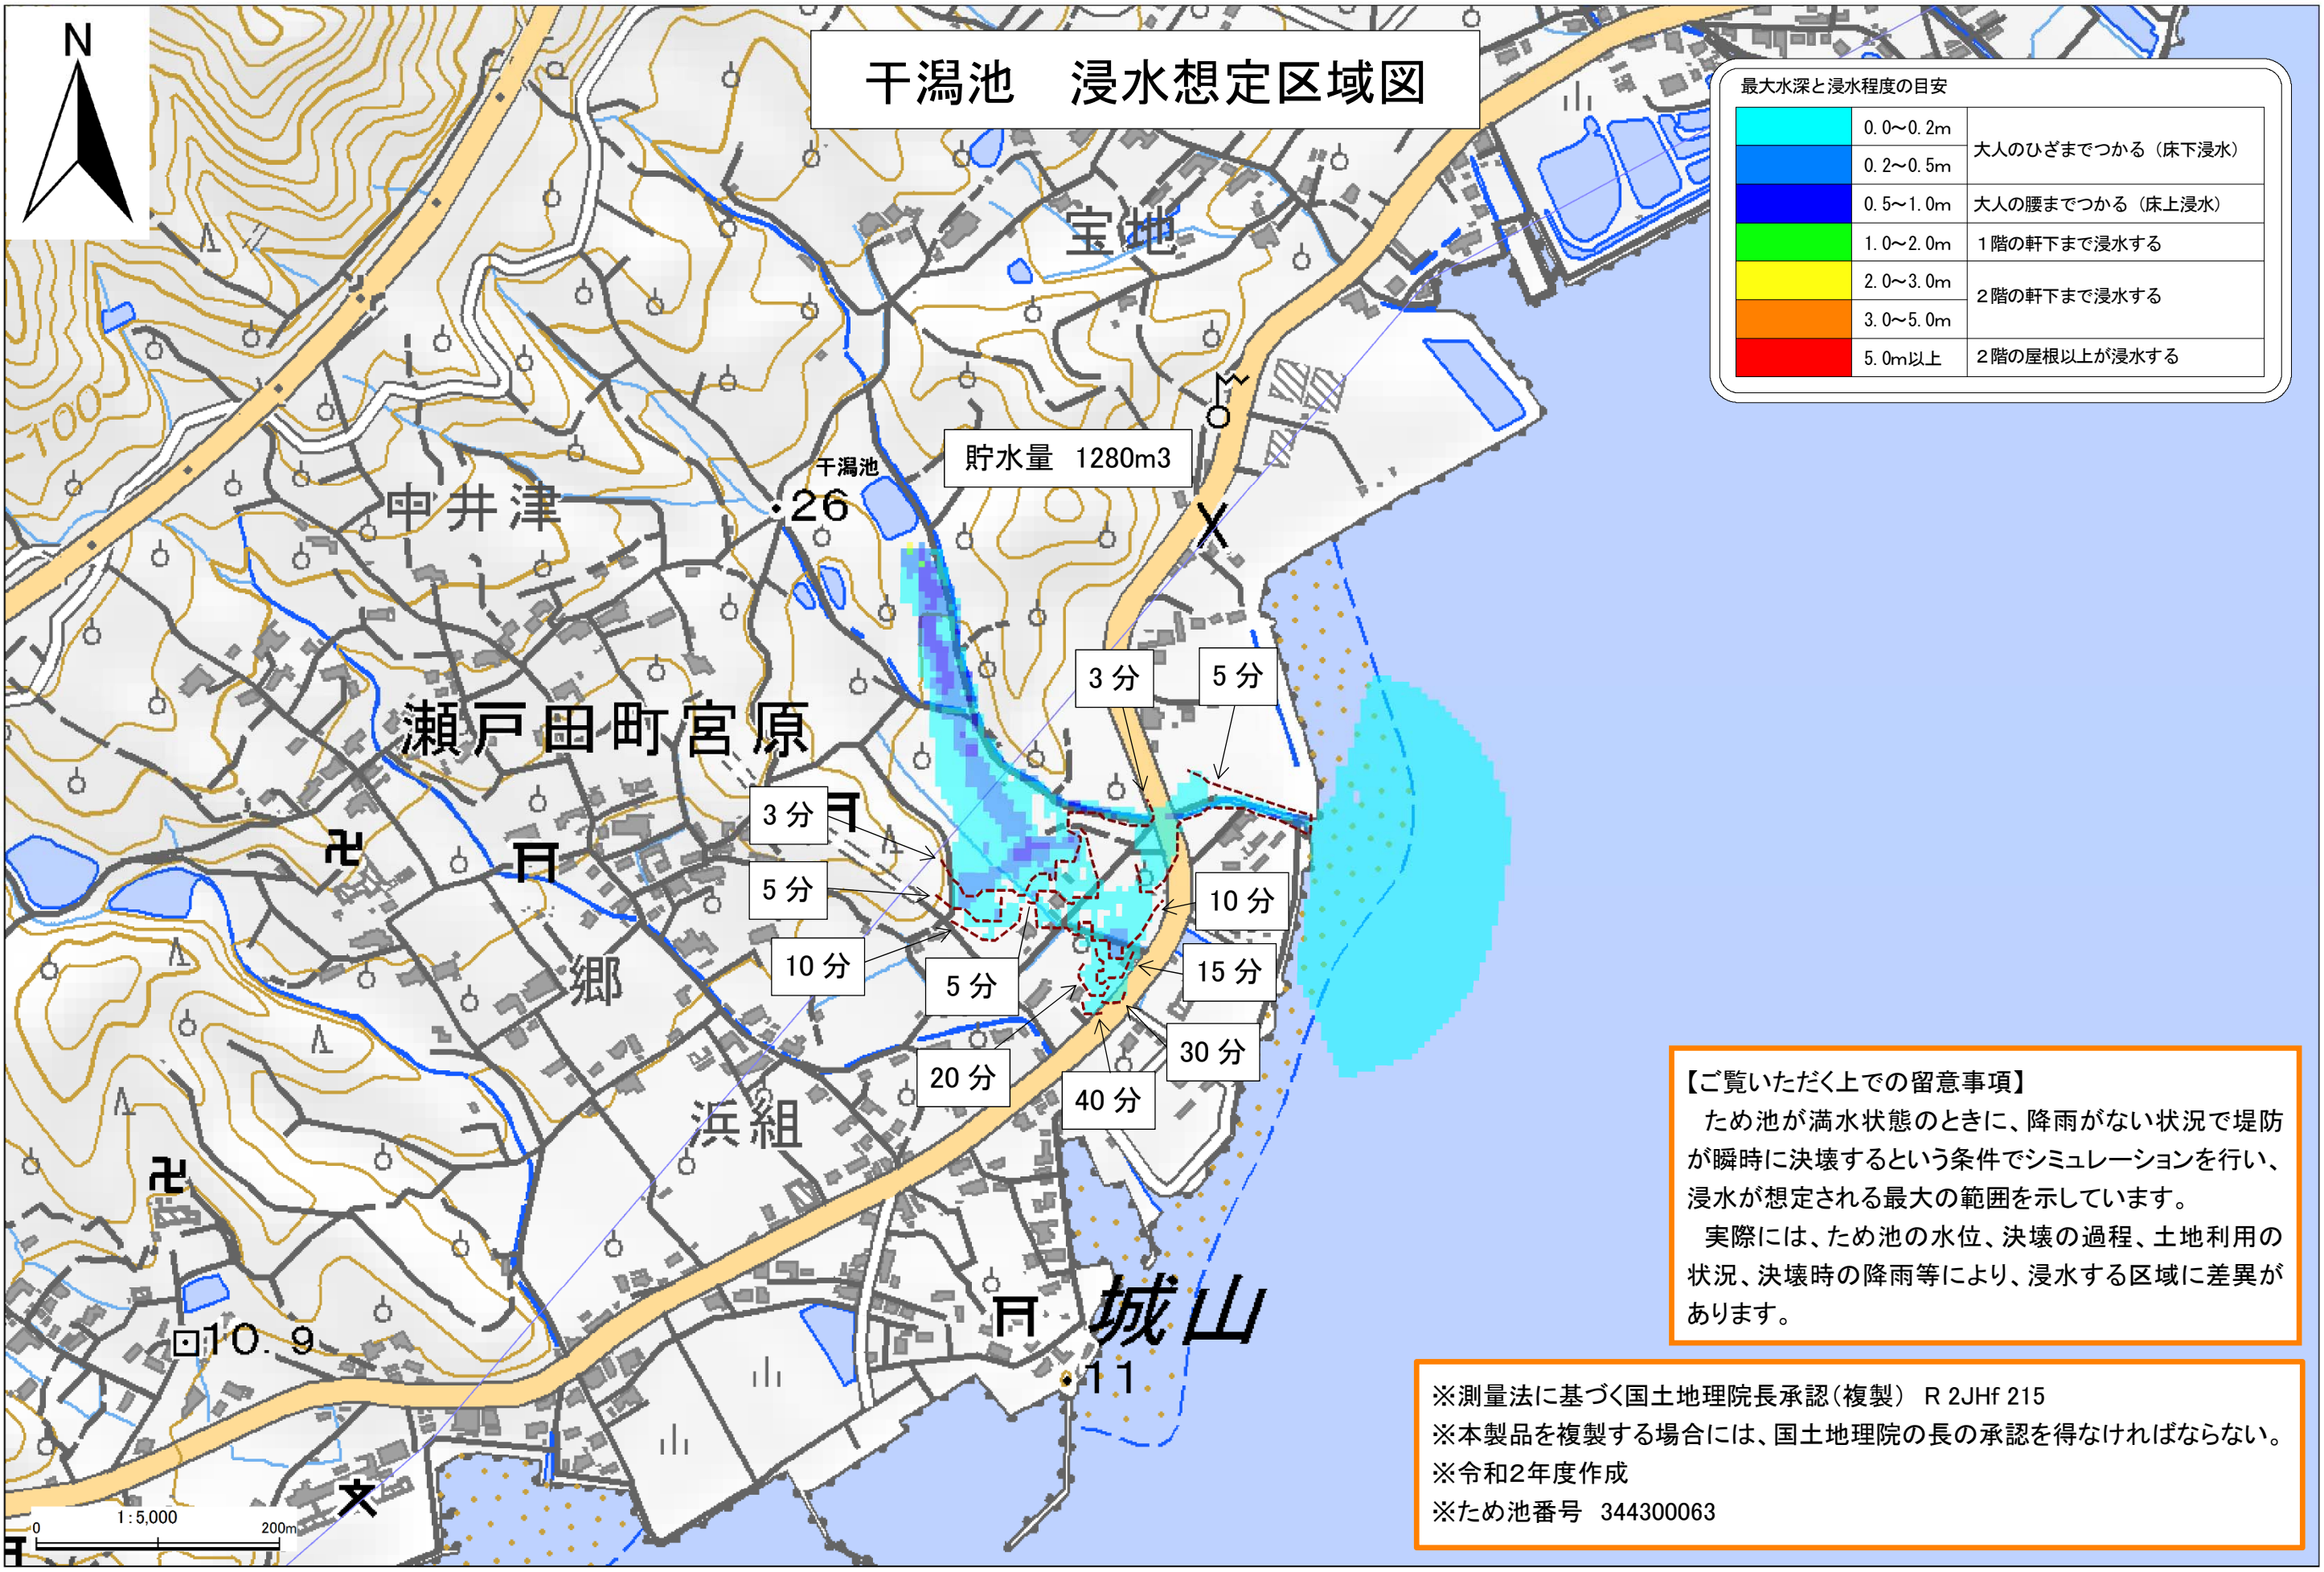 N
干潟池　浸水想定区域図
最大水深と浸水程度の目安
0.0～0.2m
大人のひざまでつかる（床下浸水）
0.2～0.5m
0.5～1.0m 大人の腰までつかる（床上浸水）
1.0～2.0m １階の軒下まで浸水する
2.0～3.0m
２階の軒下まで浸水する
3.0～5.0m
5.0m以上 ２階の屋根以上が浸水する
宝地
100
貯水量　1280m3
干潟池
26
中井津
3 分
5 分
瀬戸田町宮原
3 分
5 分
10 分
10 分
5 分
15 分
郷
30 分
20 分
40 分
浜組
【ご覧いただく上での留意事項】
ため池が満水状態のときに、降雨がない状況で堤防
が瞬時に決壊するという条件でシミュレーションを行い、
浸水が想定される最大の範囲を示しています。
実際には、ため池の水位、決壊の過程、土地利用の
状況、決壊時の降雨等により、浸水する区域に差異が
あります。
城山
10.9
11
※測量法に基づく国土地理院長承認（複製）　R 2JHf 215
※本製品を複製する場合には、国土地理院の長の承認を得なければならない。
※令和2年度作成
※ため池番号　344300063
1:5,000
0 200m